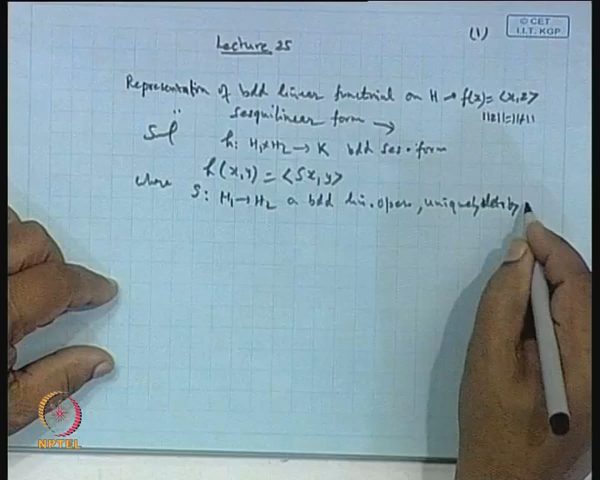 (1)
© CET
I.I.T. KGP
Lecture 25
Representation of bdd linear functional on H → f(x) = <x,z>
||z|| = ||f||
" sesquilinear form →
h: H₁×H₂ → K bdd ses. form
h(x,y) = <Sx,y>
where S: H₁→H₂ a bdd lin. oper, uniquely detr by
NPTEL